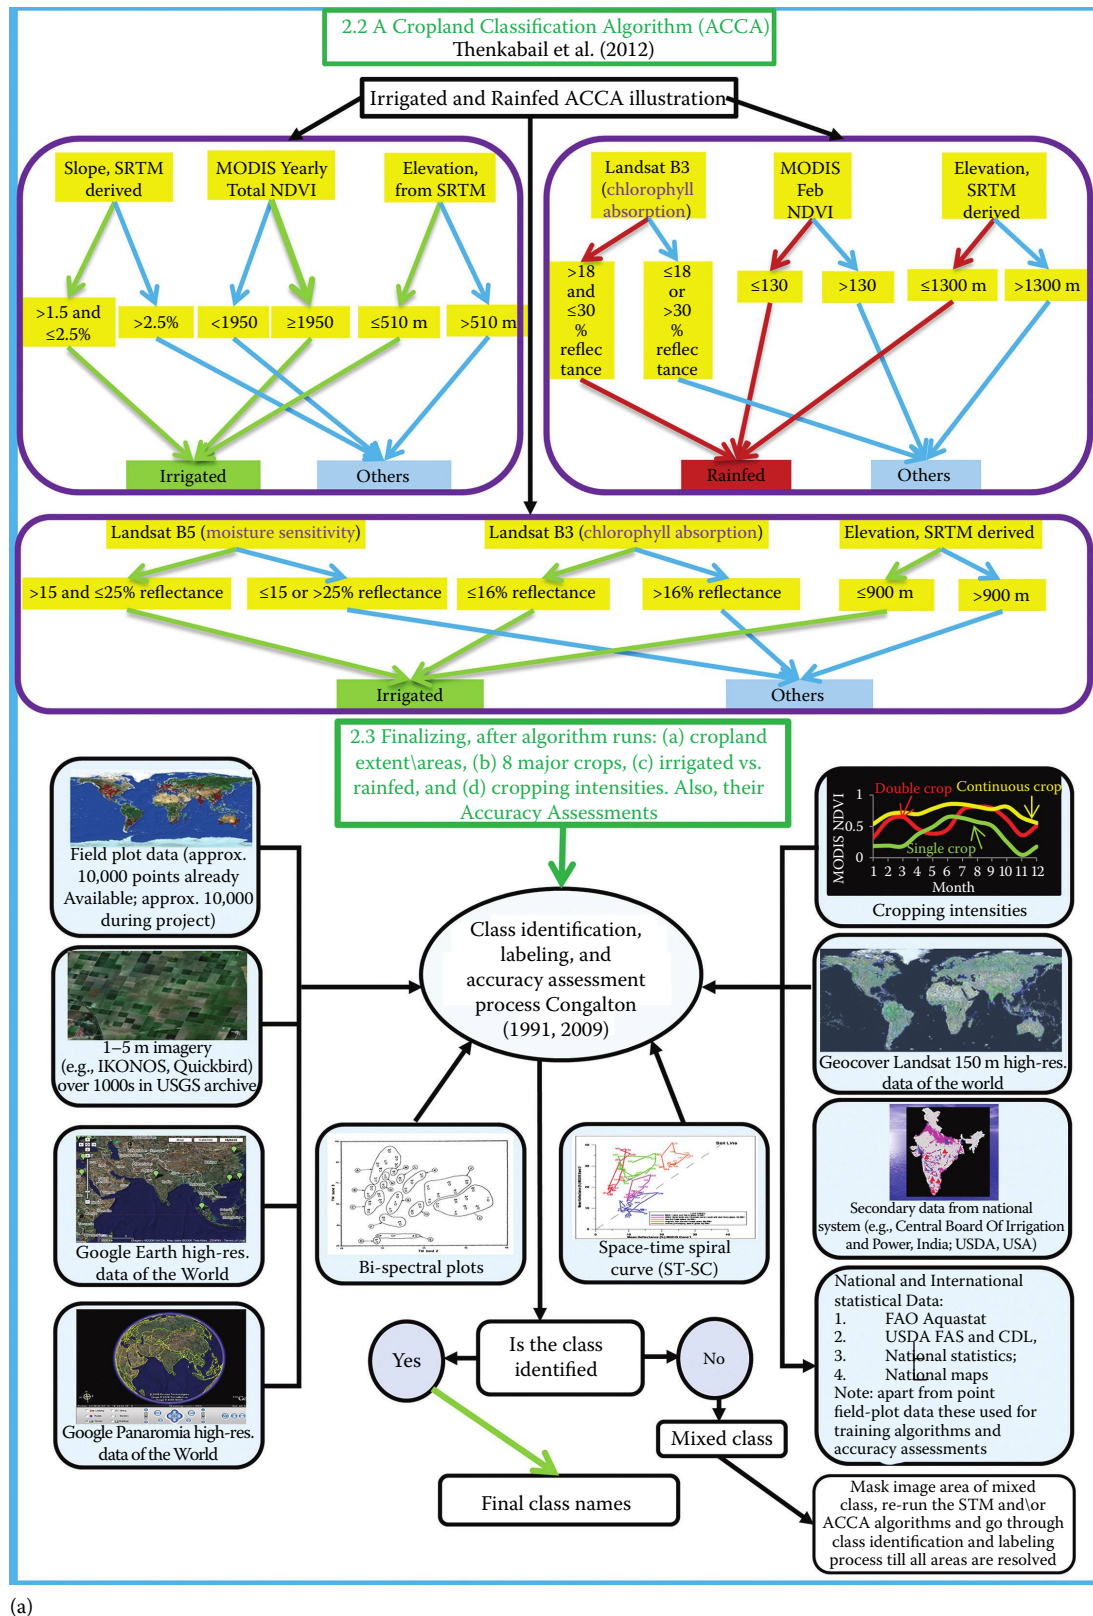 2.2 A Cropland Classification Algorithm (ACCA)
Thenkabail et al. (2012)
Irrigated and Rainfed ACCA illustration
Slope, SRTM
derived
MODIS Yearly
Total NDVI
Elevation,
from SRTM
>1.5 and
≤2.5%
>2.5%
<1950
≥1950
≤510 m
>510 m
Irrigated
Others
Landsat B3
(chlorophyll
absorption)
MODIS
Feb
NDVI
Elevation,
SRTM
derived
>18
and
≤30
%
reflec
tance
≤18
or
>30
%
reflec
tance
≤130
>130
≤1300 m
>1300 m
Rainfed
Others
Landsat B5 (moisture sensitivity)
Landsat B3 (chlorophyll absorption)
Elevation, SRTM derived
>15 and ≤25% reflectance
≤15 or >25% reflectance
≤16% reflectance
>16% reflectance
≤900 m
>900 m
Irrigated
Others
2.3 Finalizing, after algorithm runs: (a) cropland
extent\areas, (b) 8 major crops, (c) irrigated vs.
rainfed, and (d) cropping intensities. Also, their
Accuracy Assessments
Field plot data (approx.
10,000 points already
Available; approx. 10,000
during project)
1–5 m imagery
(e.g., IKONOS, Quickbird)
over 1000s in USGS archive
Google Earth high-res.
data of the World
Google Panaromia high-res.
data of the World
Class identification,
labeling, and
accuracy assessment
process Congalton
(1991, 2009)
Bi-spectral plots
Soil Line
Space-time spiral
curve (ST-SC)
Double crop
Continuous crop
Single crop
MODIS NDVI
1
0.5
0
1 2 3 4 5 6 7 8 9 10 11 12
Month
Cropping intensities
Geocover Landsat 150 m high-res.
data of the world
Secondary data from national
system (e.g., Central Board Of Irrigation
and Power, India; USDA, USA)
National and International
statistical Data:
1. FAO Aquastat
2. USDA FAS and CDL,
3. National statistics;
4. National maps
Note: apart from point
field-plot data these used for
training algorithms and
accuracy assessments
Is the class
identified
Yes
No
Mixed class
Final class names
Mask image area of mixed
class, re-run the STM and\or
ACCA algorithms and go through
class identification and labeling
process till all areas are resolved
(a)